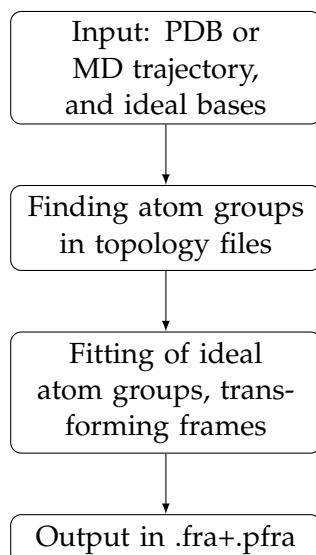 Input: PDB or
MD trajectory,
and ideal bases
Finding atom groups
in topology files
Fitting of ideal
atom groups, trans-
forming frames
Output in .fra+.pfra